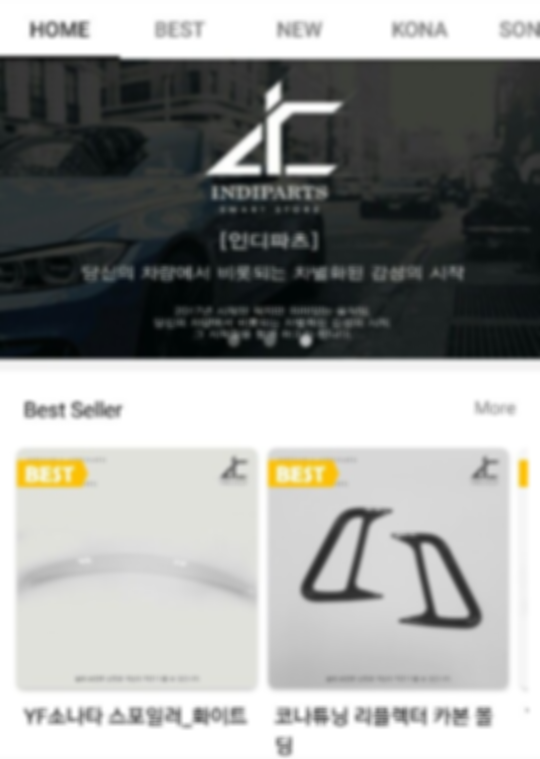 HOME BEST NEW KONA SON
INDIPARTS
SMART STORE
[인디파츠]
당신의 차량에서 비롯되는 차별화된 감성의 시작
Best Seller More
BEST BEST
YF소나타 스포일러_화이트
코나튜닝 리플렉터 카본 몰
딩